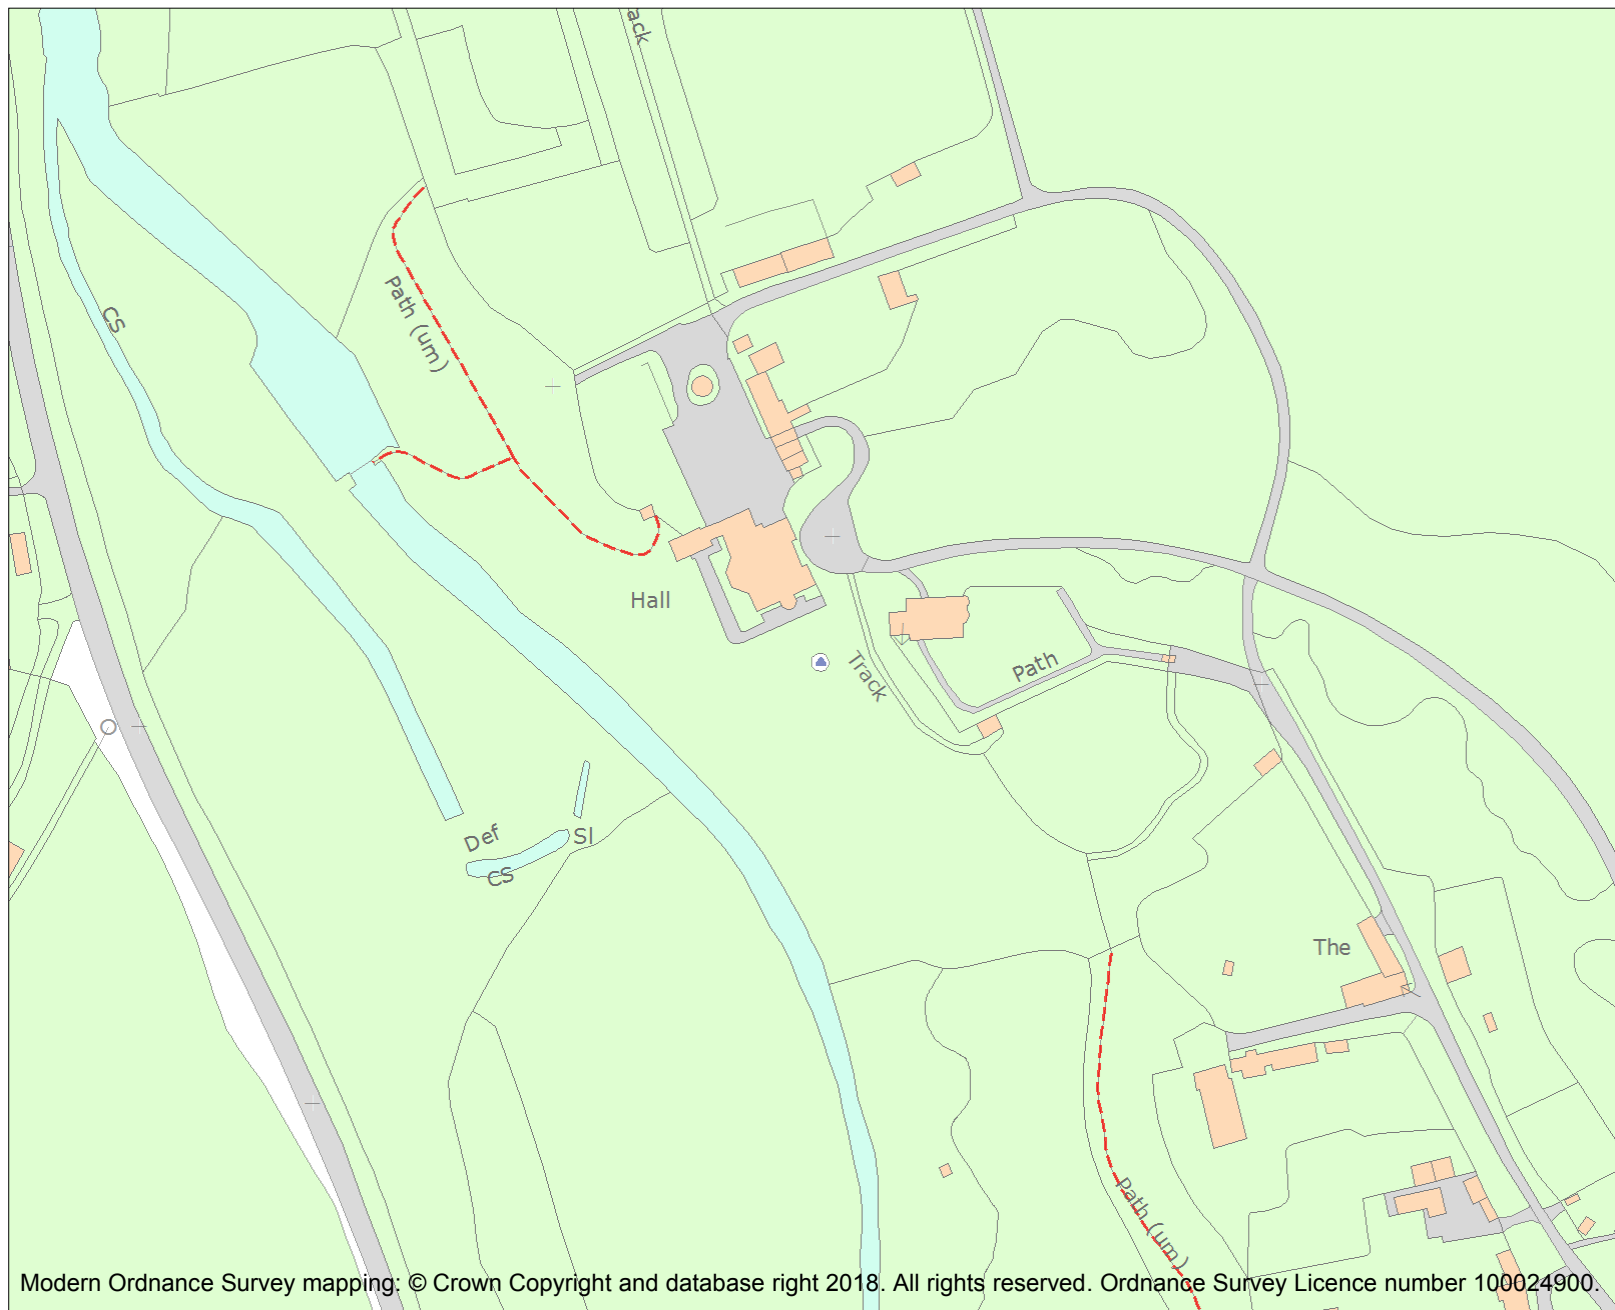 ack
CS
Path (um)
Hall
Track
Path
Def
CS
Sl
The
Path (um)
Modern Ordnance Survey mapping: © Crown Copyright and database right 2018. All rights reserved. Ordnance Survey Licence number 100024900.